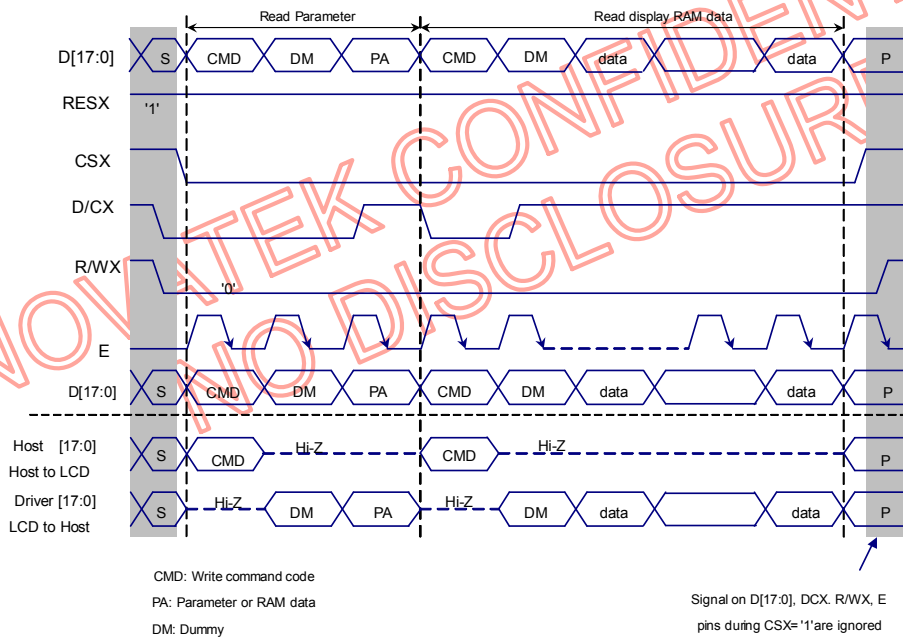 Read Parameter
Read display RAM data
D[17:0] S CMD DM PA CMD DM data data P
RESX '1'
CSX
D/CX
R/WX '0'
E
D[17:0] S CMD DM PA CMD DM data data P
Host [17:0] S CMD Hi-Z CMD Hi-Z P
Host to LCD
Driver [17:0] S Hi-Z DM PA Hi-Z DM data data P
LCD to Host
CMD: Write command code
PA: Parameter or RAM data
DM: Dummy
Signal on D[17:0], DCX. R/WX, E
pins during CSX= '1'are ignored
NOVATEK CONFIDENT
NO DISCLOSUR